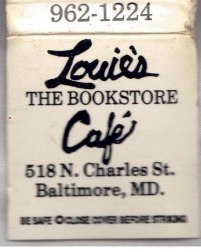 962-1224
Louie's
THE BOOKSTORE
Café
518 N. Charles St.
Baltimore, MD.
BE SAFE CLOSE COVER BEFORE STRIKING